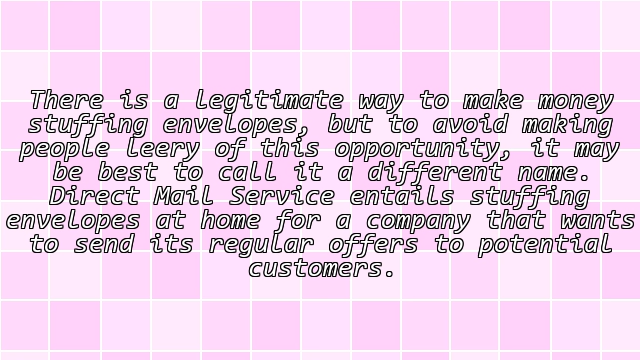 There is a legitimate way to make money
stuffing envelopes, but to avoid making
people leery of this opportunity, it may
be best to call it a different name.
Direct Mail Service entails stuffing
envelopes at home for a company that wants
to send its regular offers to potential
customers.